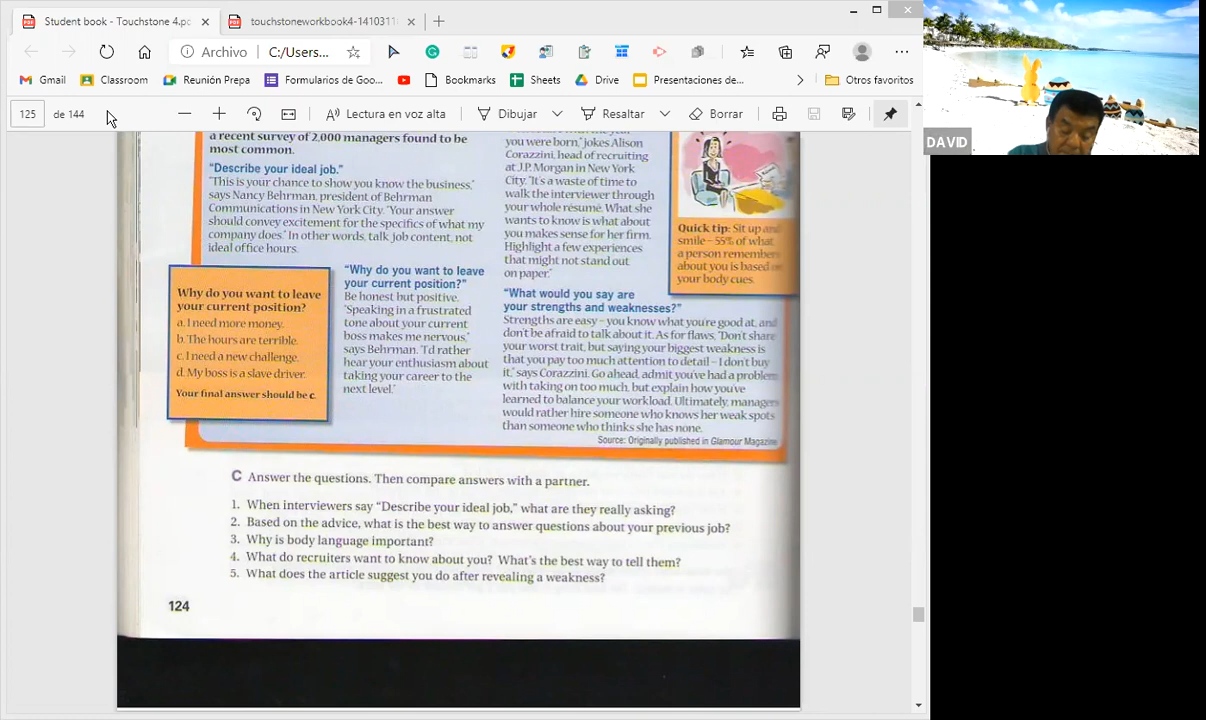 Student book - Touchstone 4.pc
touchstoneworkbook4-1410311
Archivo
C:/Users...
Gmail
Classroom
Reunión Prepa
Formularios de Goo...
Bookmarks
Sheets
Drive
Presentaciones de...
Otros favoritos
125
de 144
Lectura en voz alta
Dibujar
Resaltar
Borrar
DAVID
a recent survey of 2,000 managers found to be
most common.
"Describe your ideal job."
"This is your chance to show you know the business,"
says Nancy Behrman, president of Behrman
Communications in New York City. "Your answer
should convey excitement for the specifics of what my
company does." In other words, talk job content, not
ideal office hours.
Why do you want to leave
your current position?
a. I need more money.
b. The hours are terrible.
c. I need a new challenge.
d. My boss is a slave driver.
Your final answer should be c.
"Why do you want to leave
your current position?"
Be honest but positive.
"Speaking in a frustrated
tone about your current
boss makes me nervous,"
says Behrman. "I'd rather
hear your enthusiasm about
taking your career to the
next level."
you were born," jokes Alison
Corazzini, head of recruiting
at J.P. Morgan in New York
City. "It's a waste of time to
walk the interviewer through
your whole résumé. What she
wants to know is what about
you makes sense for her firm.
Highlight a few experiences
that might not stand out
on paper."
"What would you say are
your strengths and weaknesses?"
Strengths are easy – you know what you're good at, and
don't be afraid to talk about it. As for flaws, "Don't share
your worst trait, but saying your biggest weakness is
that you pay too much attention to detail – I don't buy
it," says Corazzini. Go ahead, admit you've had a problem
with taking on too much, but explain how you've
learned to balance your workload. Ultimately, managers
would rather hire someone who knows her weak spots
than someone who thinks she has none.
Source: Originally published in Glamour Magazine
Quick tip: Sit up and
smile – 55% of what
a person remembers
about you is based on
your body cues.
C Answer the questions. Then compare answers with a partner.
1. When interviewers say "Describe your ideal job," what are they really asking?
2. Based on the advice, what is the best way to answer questions about your previous job?
3. Why is body language important?
4. What do recruiters want to know about you? What's the best way to tell them?
5. What does the article suggest you do after revealing a weakness?
124